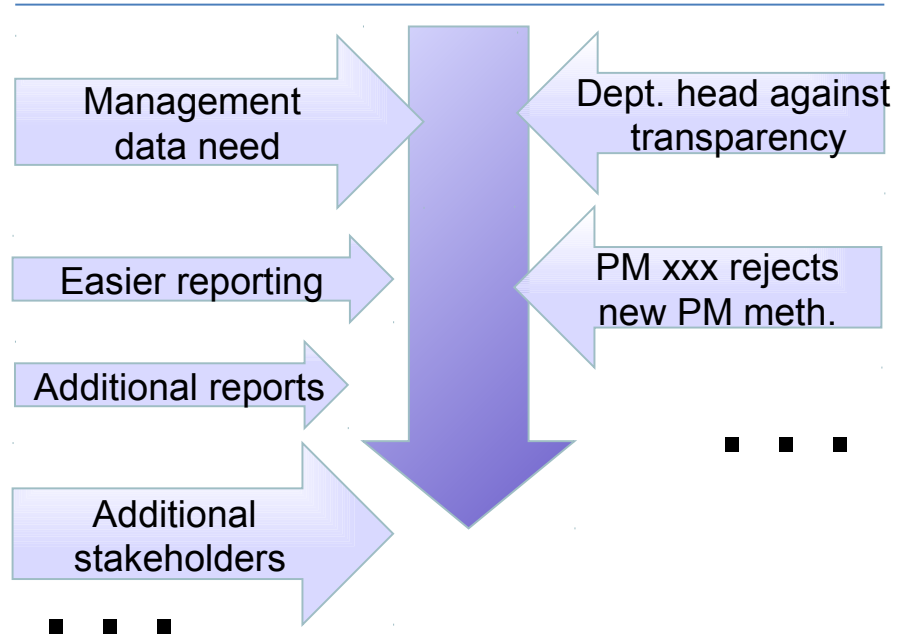 Management
data need
Easier reporting
Additional reports
Additional
stakeholders
. . .
Dept. head against
transparency
PM xxx rejects
new PM meth.
. . .